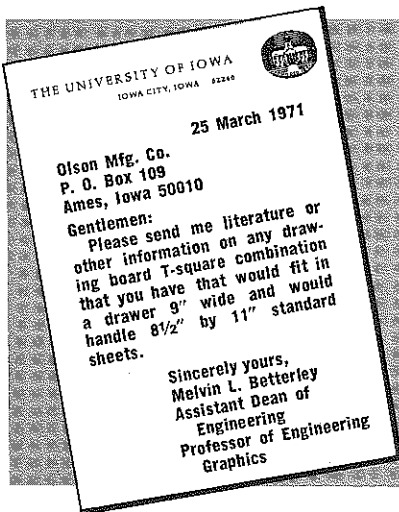 THE UNIVERSITY OF IOWA
IOWA CITY, IOWA 52240
25 March 1971
Olson Mfg. Co.
P. O. Box 109
Ames, Iowa 50010
Gentlemen:
Please send me literature or
other information on any draw-
ing board T-square combination
that you have that would fit in
a drawer 9" wide and would
handle 8½" by 11" standard
sheets.
Sincerely yours,
Melvin L. Betterley
Assistant Dean of
Engineering
Professor of Engineering
Graphics